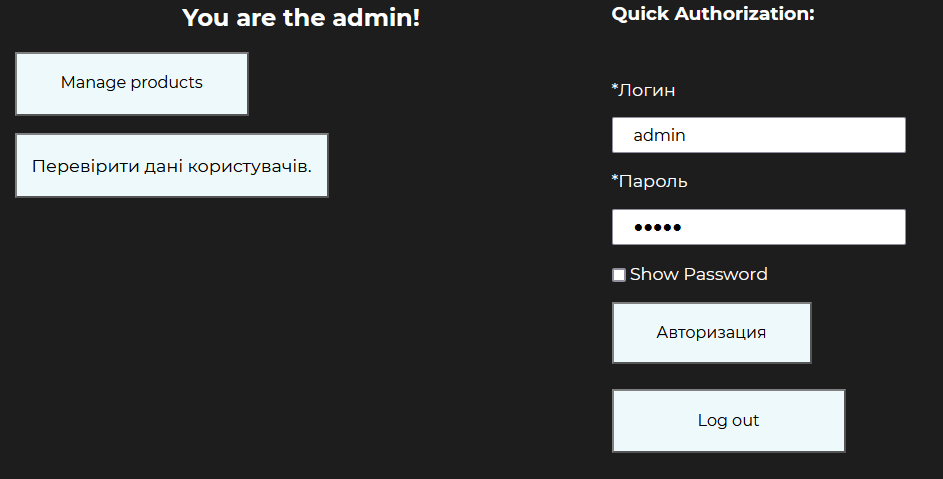 You are the admin!
Manage products
Перевірити дані користувачів.
Quick Authorization:
*Логин
admin
*Пароль
•••••
Show Password
Авторизация
Log out